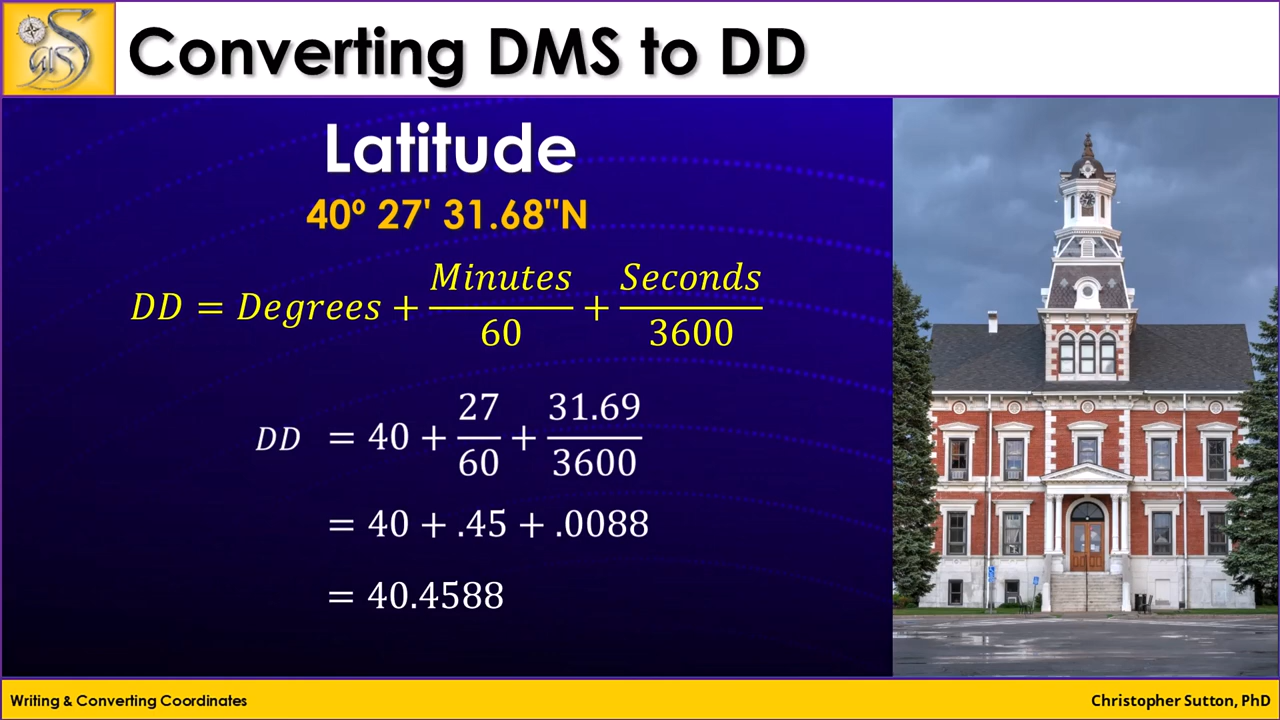 GIS
Converting DMS to DD
Latitude
40º 27' 31.68"N
DD = Degrees + Minutes/60 + Seconds/3600
DD = 40 + 27/60 + 31.69/3600
= 40 + .45 + .0088
= 40.4588
Writing & Converting Coordinates
Christopher Sutton, PhD